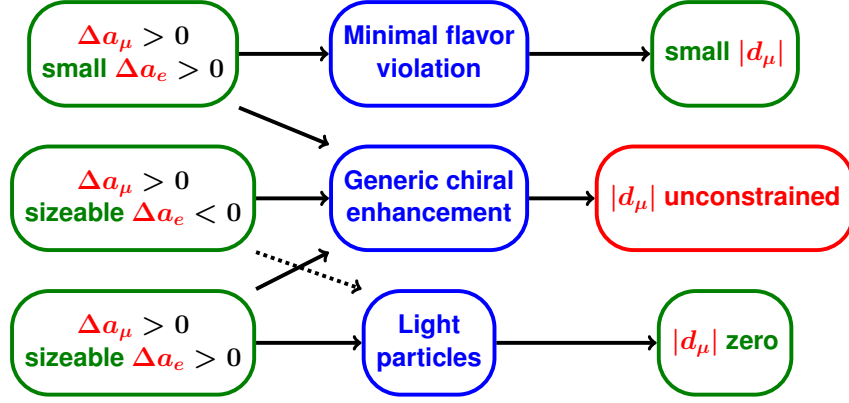 Δa_μ > 0
small Δa_e > 0
Minimal flavor
violation
small |d_μ|
Δa_μ > 0
sizeable Δa_e < 0
Generic chiral
enhancement
|d_μ| unconstrained
Δa_μ > 0
sizeable Δa_e > 0
Light
particles
|d_μ| zero